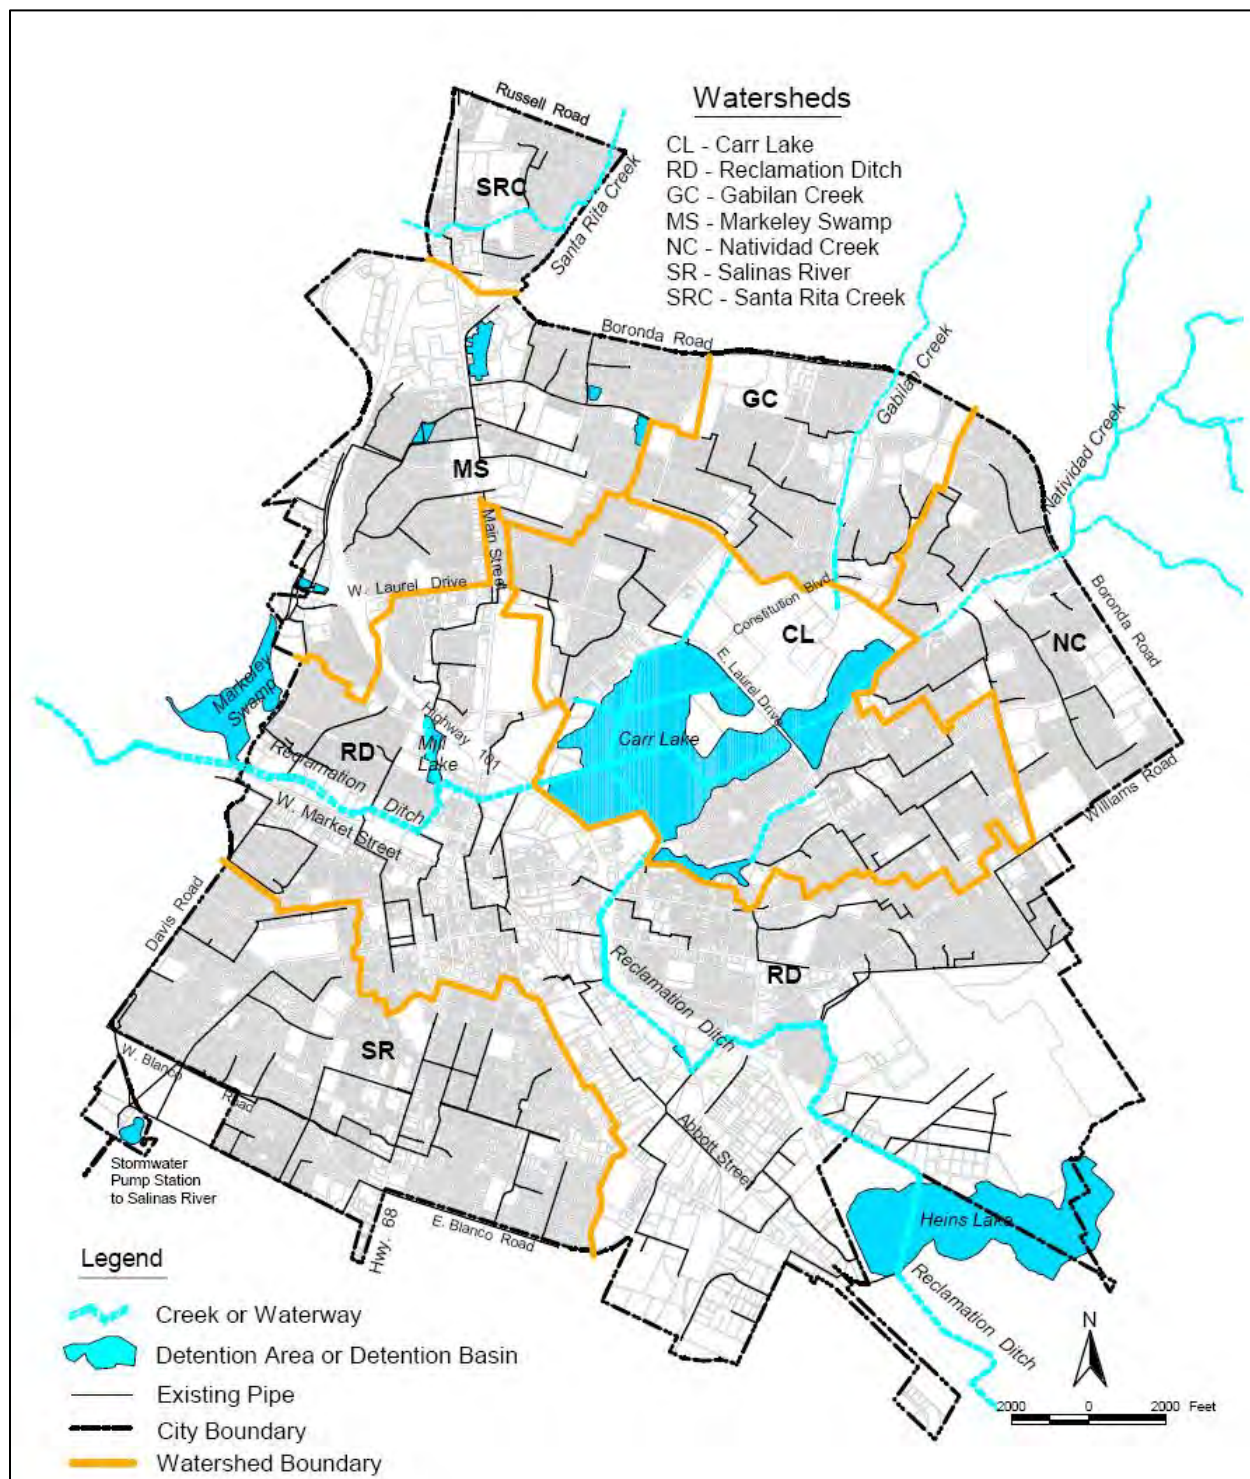 Russell Road
Watersheds
CL - Carr Lake
RD - Reclamation Ditch
GC - Gabilan Creek
MS - Markeley Swamp
NC - Natividad Creek
SR - Salinas River
SRC - Santa Rita Creek
SRC
Santa Rita Creek
Boronda Road
GC
Gabilan Creek
Natividad Creek
MS
Main Street
W. Laurel Drive
Constitution Blvd.
CL
Boronda Road
NC
E. Laurel Drive
Markeley
Swamp
Highway 101
RD
Mill
Lake
Carr Lake
Reclamation Ditch
W. Market Street
Williams Road
Davis Road
Reclamation Ditch
RD
SR
W. Blanco Road
Abbott Street
Stormwater
Pump Station
to Salinas River
Hwy. 68
E. Blanco Road
Heins Lake
Reclamation Ditch
Legend
Creek or Waterway
Detention Area or Detention Basin
Existing Pipe
City Boundary
Watershed Boundary
N
2000 0 2000 Feet